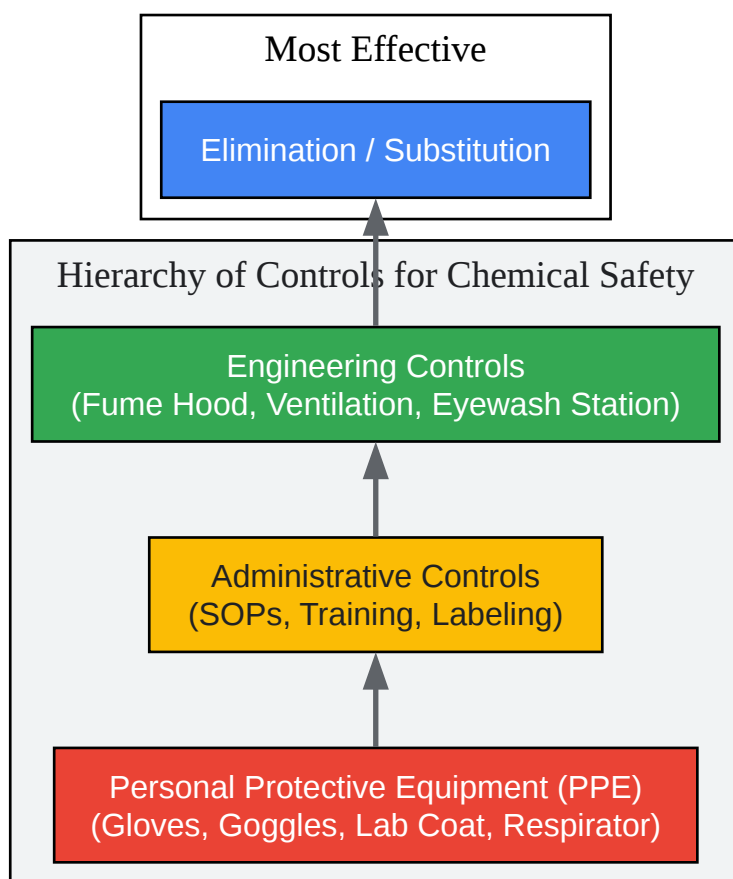 Most Effective
Elimination / Substitution
Hierarchy of Controls for Chemical Safety
Engineering Controls
(Fume Hood, Ventilation, Eyewash Station)
Administrative Controls
(SOPs, Training, Labeling)
Personal Protective Equipment (PPE)
(Gloves, Goggles, Lab Coat, Respirator)